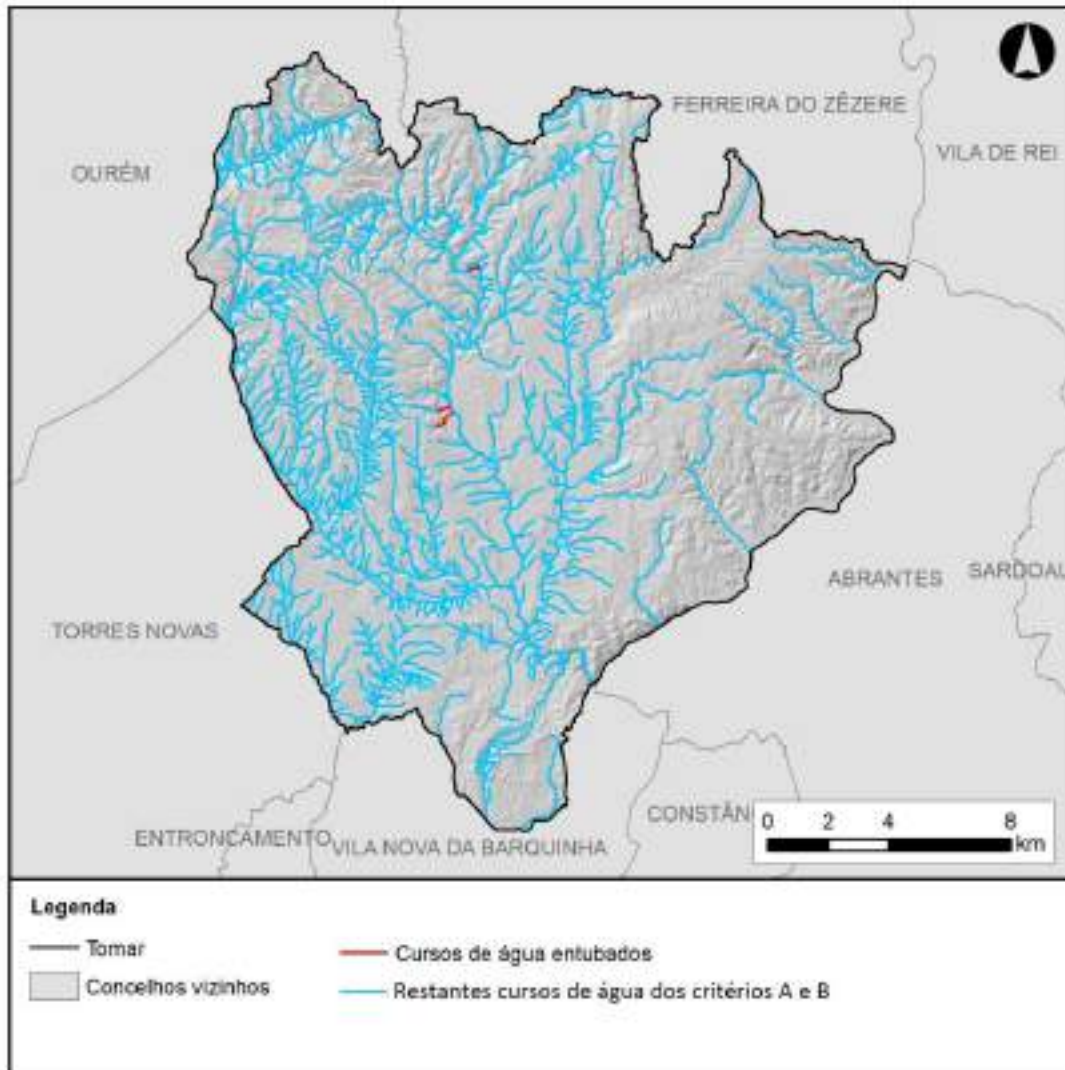 FERREIRA DO ZÊZERE
VILA DE REI
OURÉM
ABRANTES
SARDOAL
TORRES NOVAS
CONSTÂN
ENTRONCAMENTO
VILA NOVA DA BARQUINHA
0 2 4 8
km
Legenda
Tomar
Cursos de água entubados
Concelhos vizinhos
Restantes cursos de água dos critérios A e B